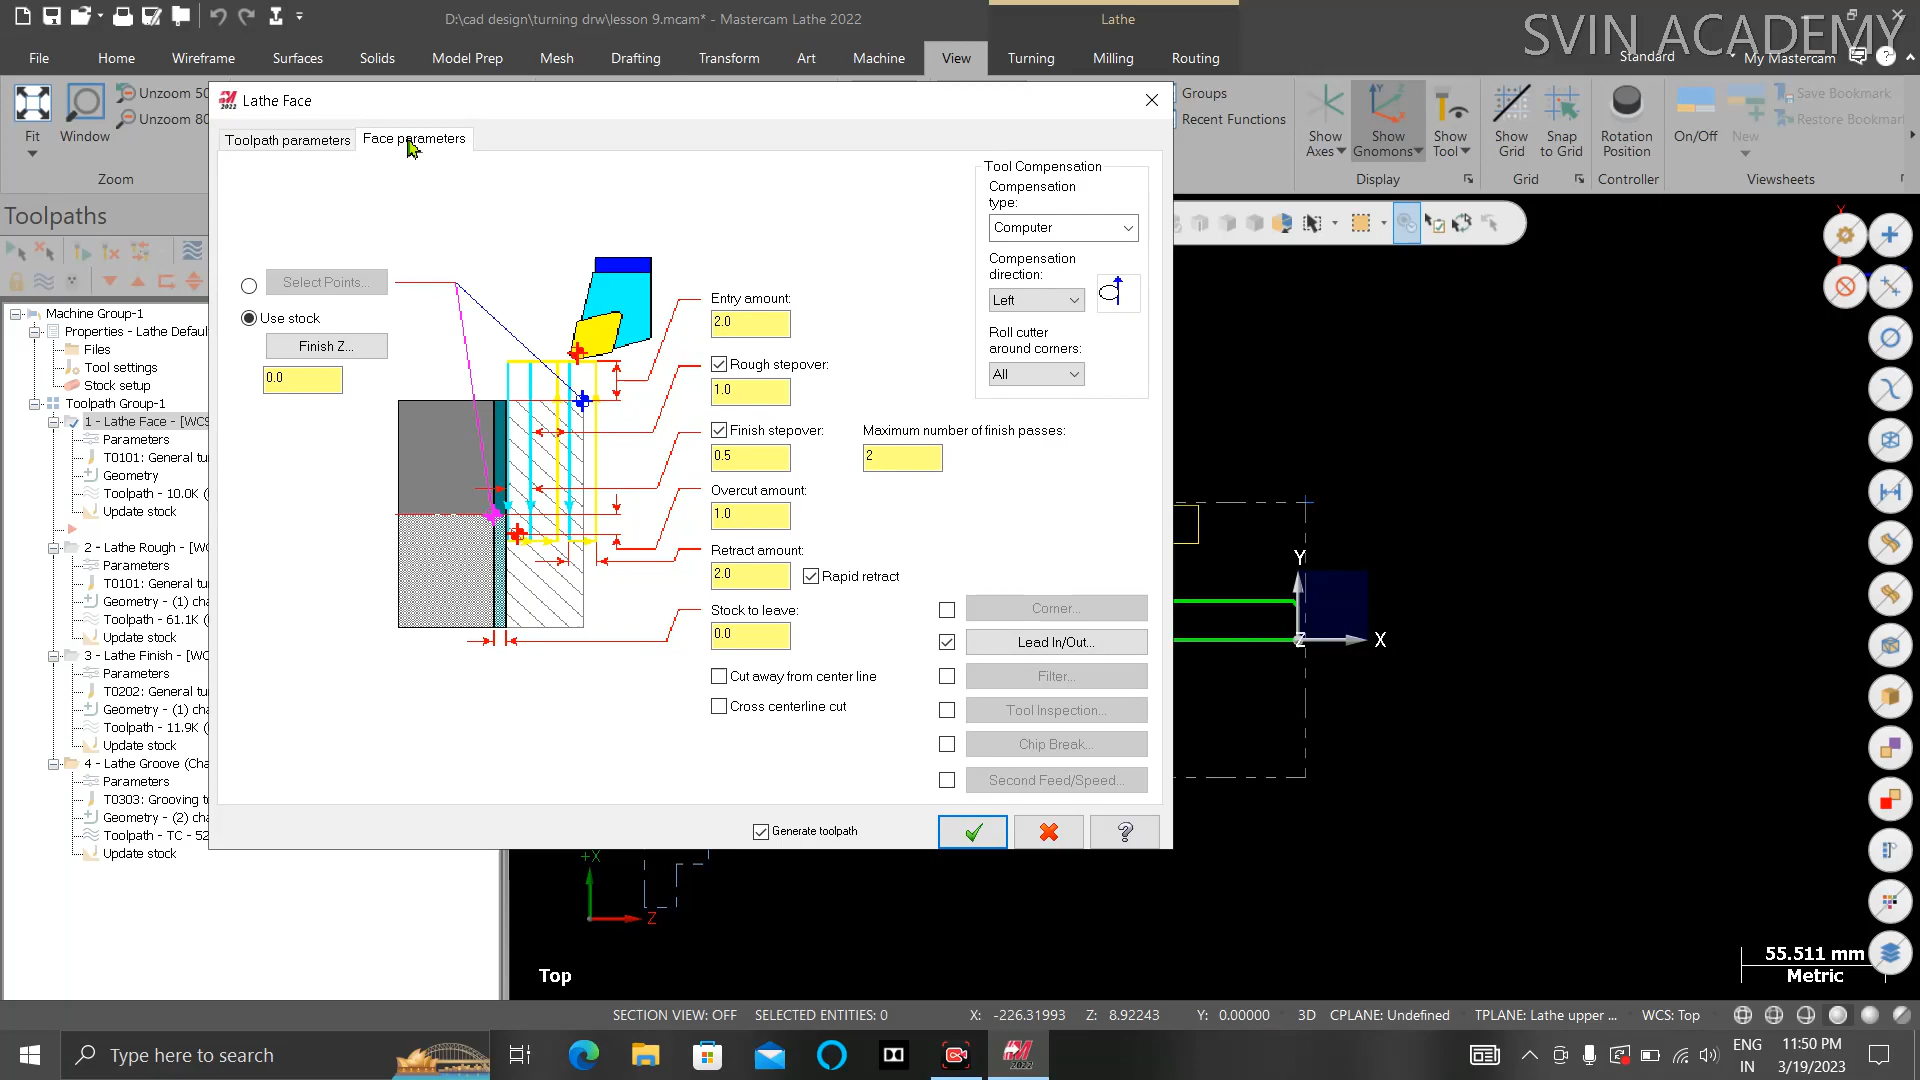 D:\cad design\turning drw\lesson 9.mcam* - Mastercam Lathe 2022
Lathe
SVIN ACADEMY
File Home Wireframe Surfaces Solids Model Prep Mesh Drafting Transform Art Machine View Turning Milling Routing
Standard My Mastercam
Unzoom 50
Unzoom 80
Fit
Window
Zoom
Groups
Recent Functions
Show Axes
Show Gnomons
Show Tool
Display
Show Grid
Snap to Grid
Grid
Rotation Position
Controller
On/Off
New
Save Bookmark
Restore Bookmar
Viewsheets
Toolpaths
Machine Group-1
Properties - Lathe Defaul
Files
Tool settings
Stock setup
Toolpath Group-1
1 - Lathe Face - [WCS
Parameters
T0101: General tu
Geometry
Toolpath - 10.0K (
Update stock
2 - Lathe Rough - [WC
Parameters
T0101: General tu
Geometry - (1) cha
Toolpath - 61.1K (
Update stock
3 - Lathe Finish - [WC
Parameters
T0202: General tu
Geometry - (1) cha
Toolpath - 11.9K (
Update stock
4 - Lathe Groove (Cha
Parameters
T0303: Grooving t
Geometry - (2) cha
Toolpath - TC - 52
Update stock
Lathe Face
Toolpath parameters
Face parameters
Select Points...
Use stock
Finish Z...
0.0
Entry amount:
2.0
Rough stepover:
1.0
Finish stepover:
0.5
Maximum number of finish passes:
2
Overcut amount:
1.0
Retract amount:
2.0
Rapid retract
Stock to leave:
0.0
Cut away from center line
Cross centerline cut
Tool Compensation
Compensation
type:
Computer
Compensation
direction:
Left
Roll cutter
around corners:
All
Corner...
Lead In/Out...
Filter...
Tool Inspection...
Chip Break...
Second Feed/Speed...
Generate toolpath
Y
X
Z
+X
Z
Top
55.511 mm
Metric
SECTION VIEW: OFF SELECTED ENTITIES: 0 X: -226.31993 Z: 8.92243 Y: 0.00000 3D CPLANE: Undefined TPLANE: Lathe upper ... WCS: Top
Type here to search
2022
ENG
IN
11:50 PM
3/19/2023